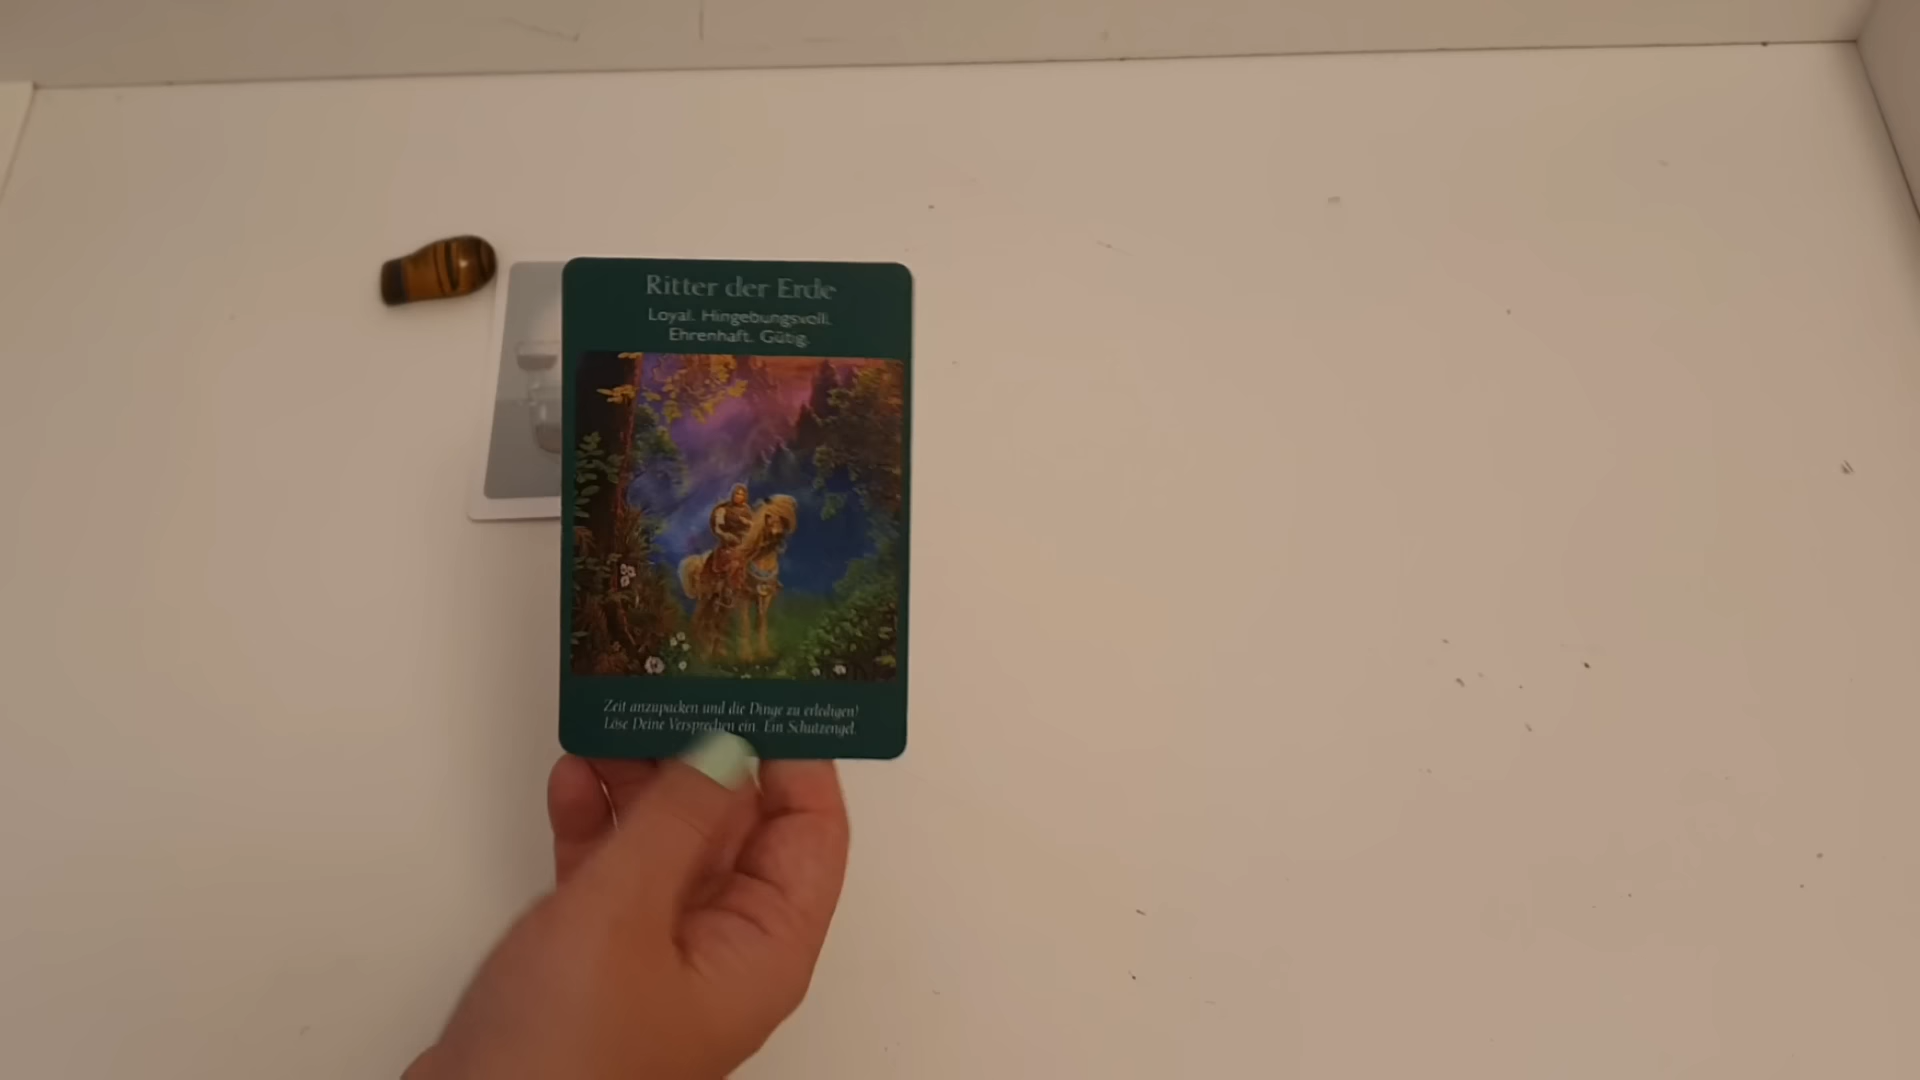 Ritter der Erde
Loyal. Hingebungsvoll.
Ehrenhaft. Gütig.
Zeit anzupacken und die Dinge zu erledigen!
Löse Deine Versprechen ein. Ein Schutzengel.